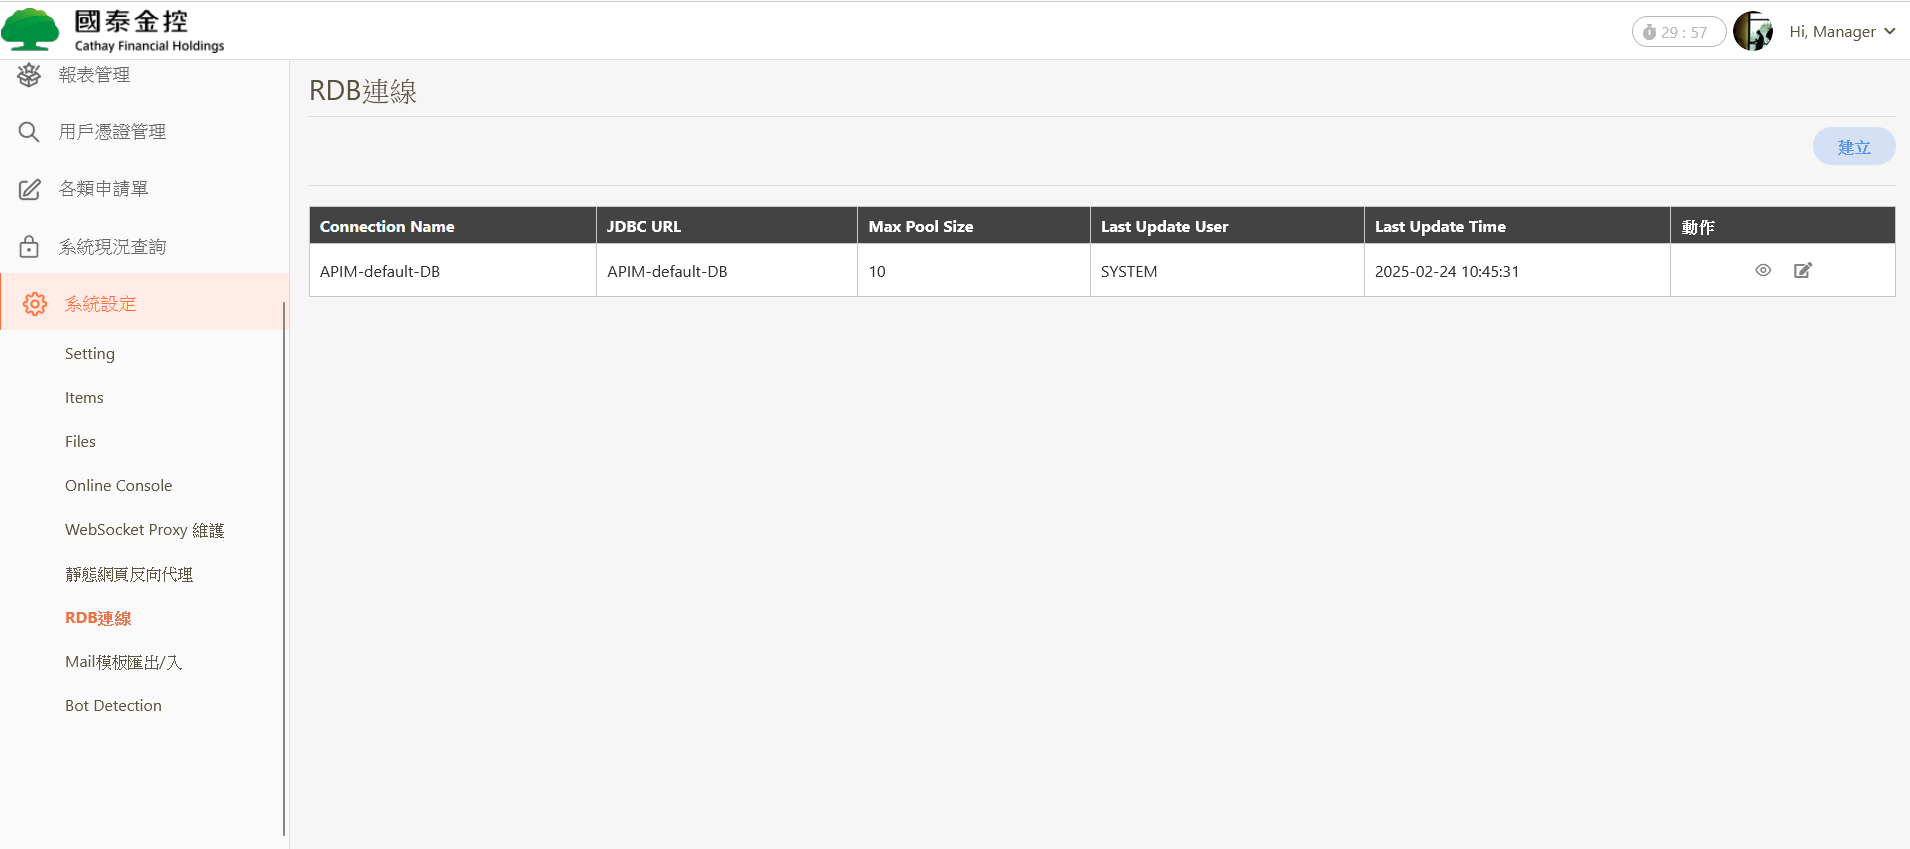 國泰金控
Cathay Financial Holdings
29 : 57
Hi, Manager
報表管理
用戶憑證管理
各類申請單
系統現況查詢
系統設定
Setting
Items
Files
Online Console
WebSocket Proxy 維護
靜態網頁反向代理
RDB連線
Mail模板匯出/入
Bot Detection
RDB連線
建立
Connection Name JDBC URL Max Pool Size Last Update User Last Update Time 動作
APIM-default-DB APIM-default-DB 10 SYSTEM 2025-02-24 10:45:31